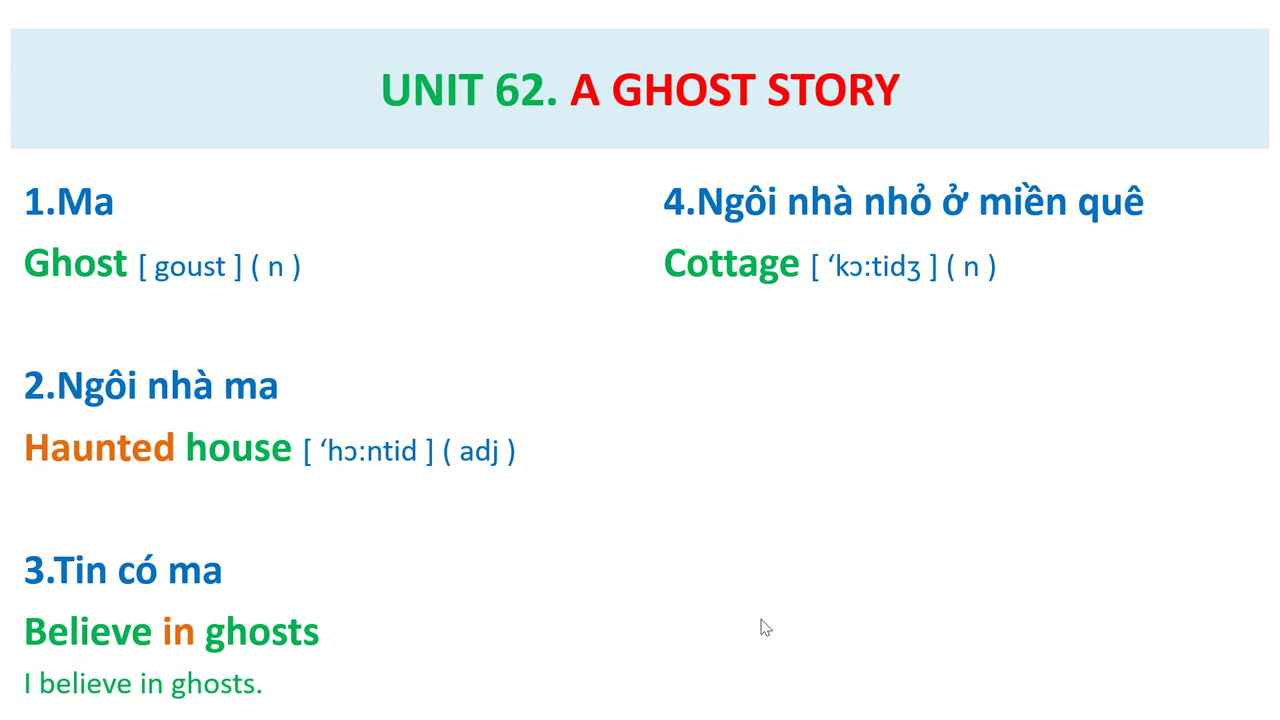 UNIT 62. A GHOST STORY
1.Ma
Ghost [ goust ] ( n )
2.Ngôi nhà ma
Haunted house [ ‘hɔ:ntid ] ( adj )
3.Tin có ma
Believe in ghosts
I believe in ghosts.
4.Ngôi nhà nhỏ ở miền quê
Cottage [ ‘kɔ:tidʒ ] ( n )